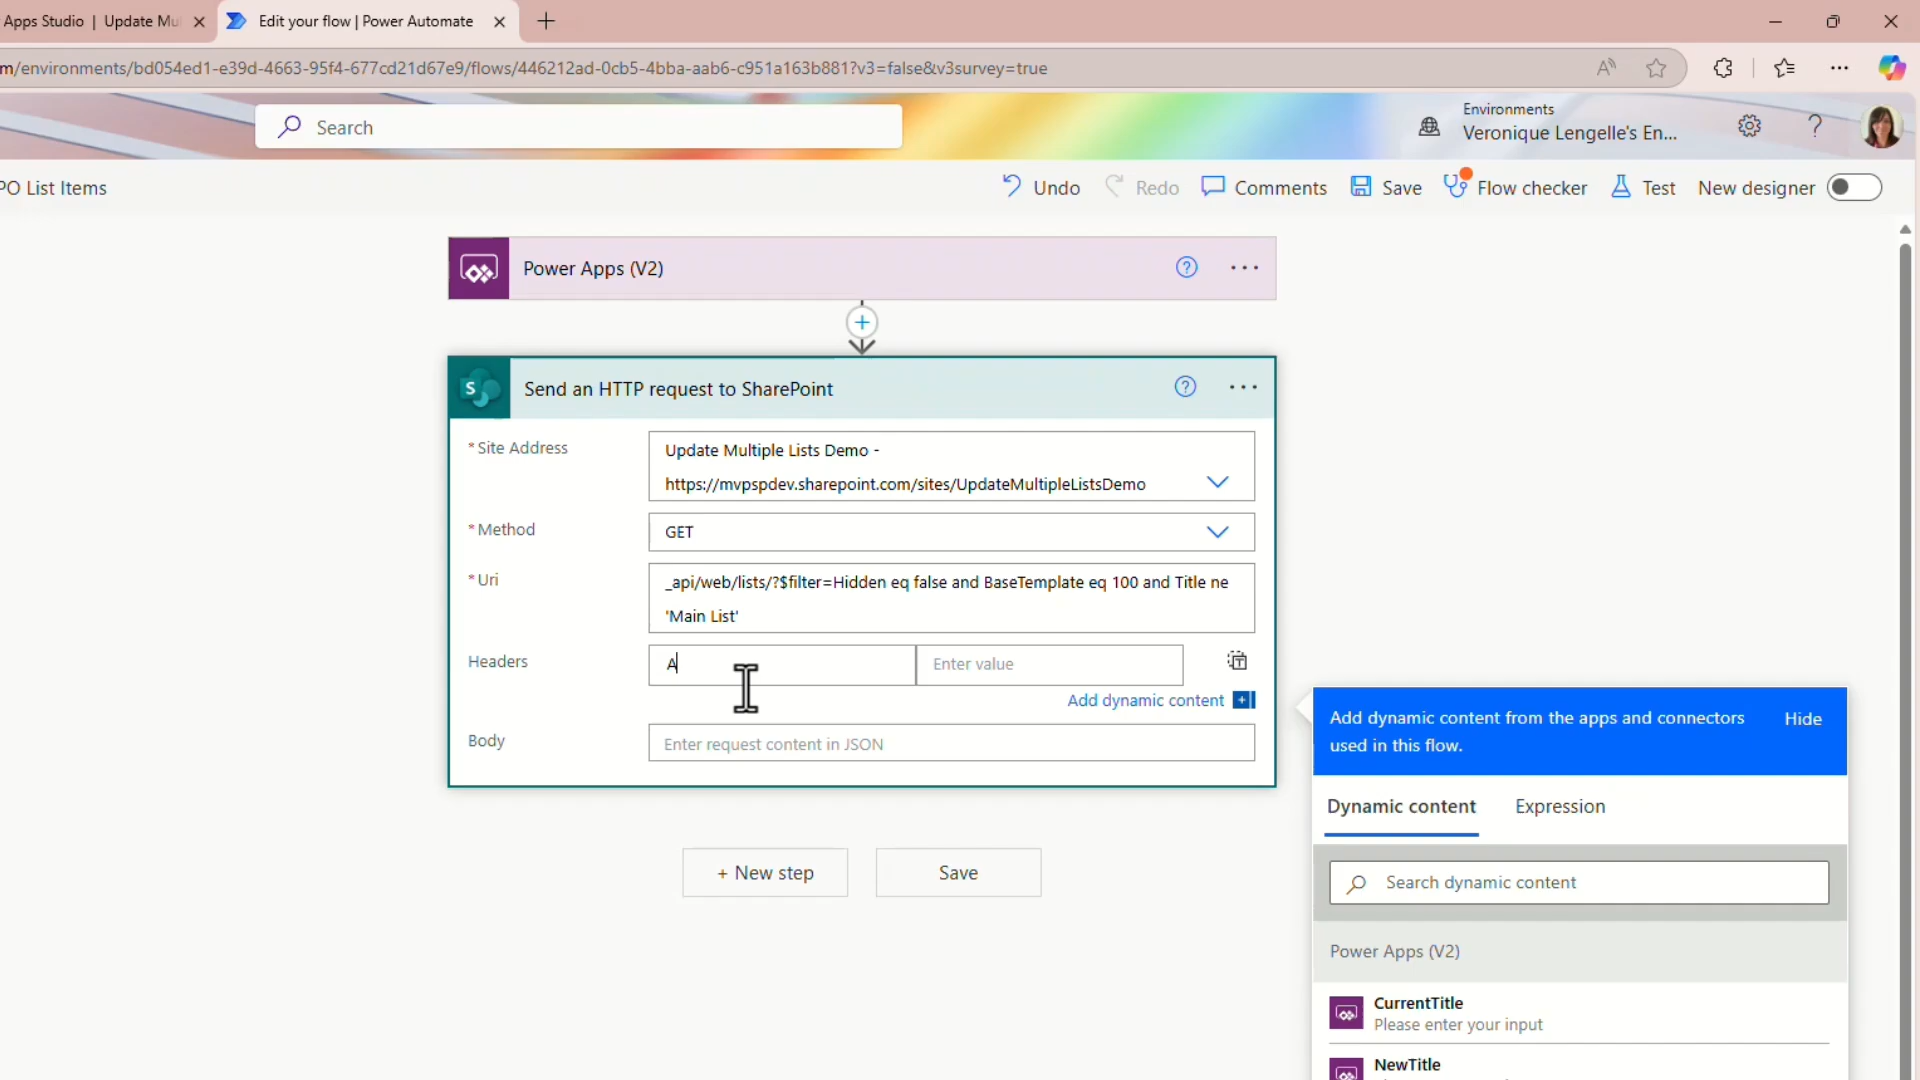 Apps Studio | Update Mu
Edit your flow | Power Automate
m/environments/bd054ed1-e39d-4663-95f4-677cd21d67e9/flows/446212ad-0cb5-4bba-aab6-c951a163b881?v3=false&v3survey=true
Search
Environments
Veronique Lengelle's En...
PO List Items
Undo
Redo
Comments
Save
Flow checker
Test
New designer
Power Apps (V2)
Send an HTTP request to SharePoint
* Site Address
Update Multiple Lists Demo -
https://mvpspdev.sharepoint.com/sites/UpdateMultipleListsDemo
* Method
GET
* Uri
_api/web/lists/?$filter=Hidden eq false and BaseTemplate eq 100 and Title ne
'Main List'
Headers
A
Enter value
Add dynamic content
Body
Enter request content in JSON
+ New step
Save
Add dynamic content from the apps and connectors
used in this flow.
Hide
Dynamic content
Expression
Search dynamic content
Power Apps (V2)
CurrentTitle
Please enter your input
NewTitle